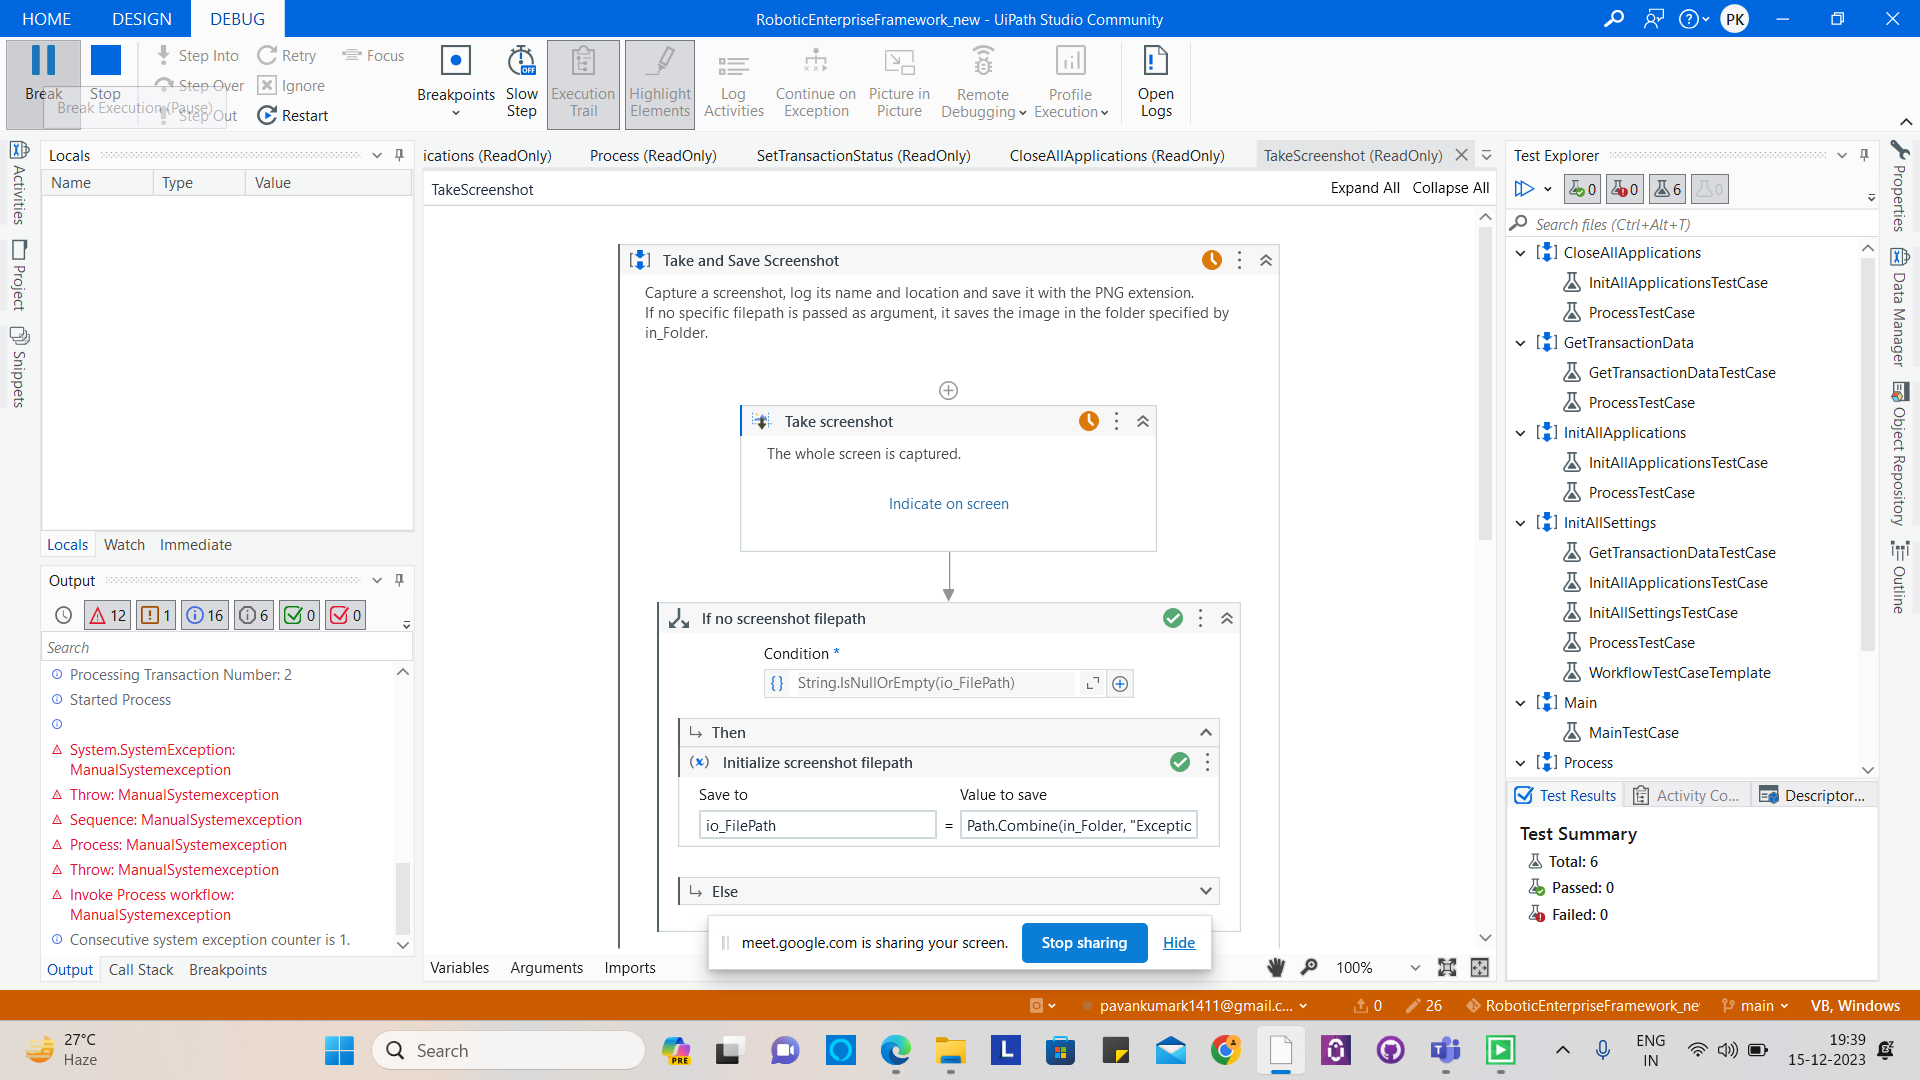 HOME DESIGN DEBUG
RoboticEnterpriseFramework_new - UiPath Studio Community
PK
Break
Stop
Step Into
Step Over
Step Out
Break Execution (Pause)
Retry
Ignore
Restart
Focus
Breakpoints
Slow
Step
OFF
Execution
Trail
Highlight
Elements
Log
Activities
Continue on
Exception
Picture in
Picture
Remote
Debugging
Profile
Execution
Open
Logs
Activities
Project
Snippets
Locals
Name Type Value
Locals Watch Immediate
Output
12 1 16 6 0 0
Search
Processing Transaction Number: 2
Started Process
System.SystemException:
ManualSystemexception
Throw: ManualSystemexception
Sequence: ManualSystemexception
Process: ManualSystemexception
Throw: ManualSystemexception
Invoke Process workflow:
ManualSystemexception
Consecutive system exception counter is 1.
Output Call Stack Breakpoints
ications (ReadOnly) Process (ReadOnly) SetTransactionStatus (ReadOnly) CloseAllApplications (ReadOnly) TakeScreenshot (ReadOnly)
TakeScreenshot
Expand All Collapse All
Take and Save Screenshot
Capture a screenshot, log its name and location and save it with the PNG extension.
If no specific filepath is passed as argument, it saves the image in the folder specified by
in_Folder.
Take screenshot
The whole screen is captured.
Indicate on screen
If no screenshot filepath
Condition *
String.IsNullOrEmpty(io_FilePath)
Then
Initialize screenshot filepath
Save to Value to save
io_FilePath = Path.Combine(in_Folder, "Exceptic
Else
meet.google.com is sharing your screen. Stop sharing Hide
Variables Arguments Imports
100%
Test Explorer
0 0 6 0
Search files (Ctrl+Alt+T)
CloseAllApplications
InitAllApplicationsTestCase
ProcessTestCase
GetTransactionData
GetTransactionDataTestCase
ProcessTestCase
InitAllApplications
InitAllApplicationsTestCase
ProcessTestCase
InitAllSettings
GetTransactionDataTestCase
InitAllApplicationsTestCase
InitAllSettingsTestCase
ProcessTestCase
WorkflowTestCaseTemplate
Main
MainTestCase
Process
Test Results Activity Co... Descriptor...
Test Summary
Total: 6
Passed: 0
Failed: 0
Properties
Data Manager
Object Repository
Outline
pavankumark1411@gmail.c... 0 26 RoboticEnterpriseFramework_ne main VB, Windows
27°C
Haze
Search
PRE
L
ENG
IN
19:39
15-12-2023